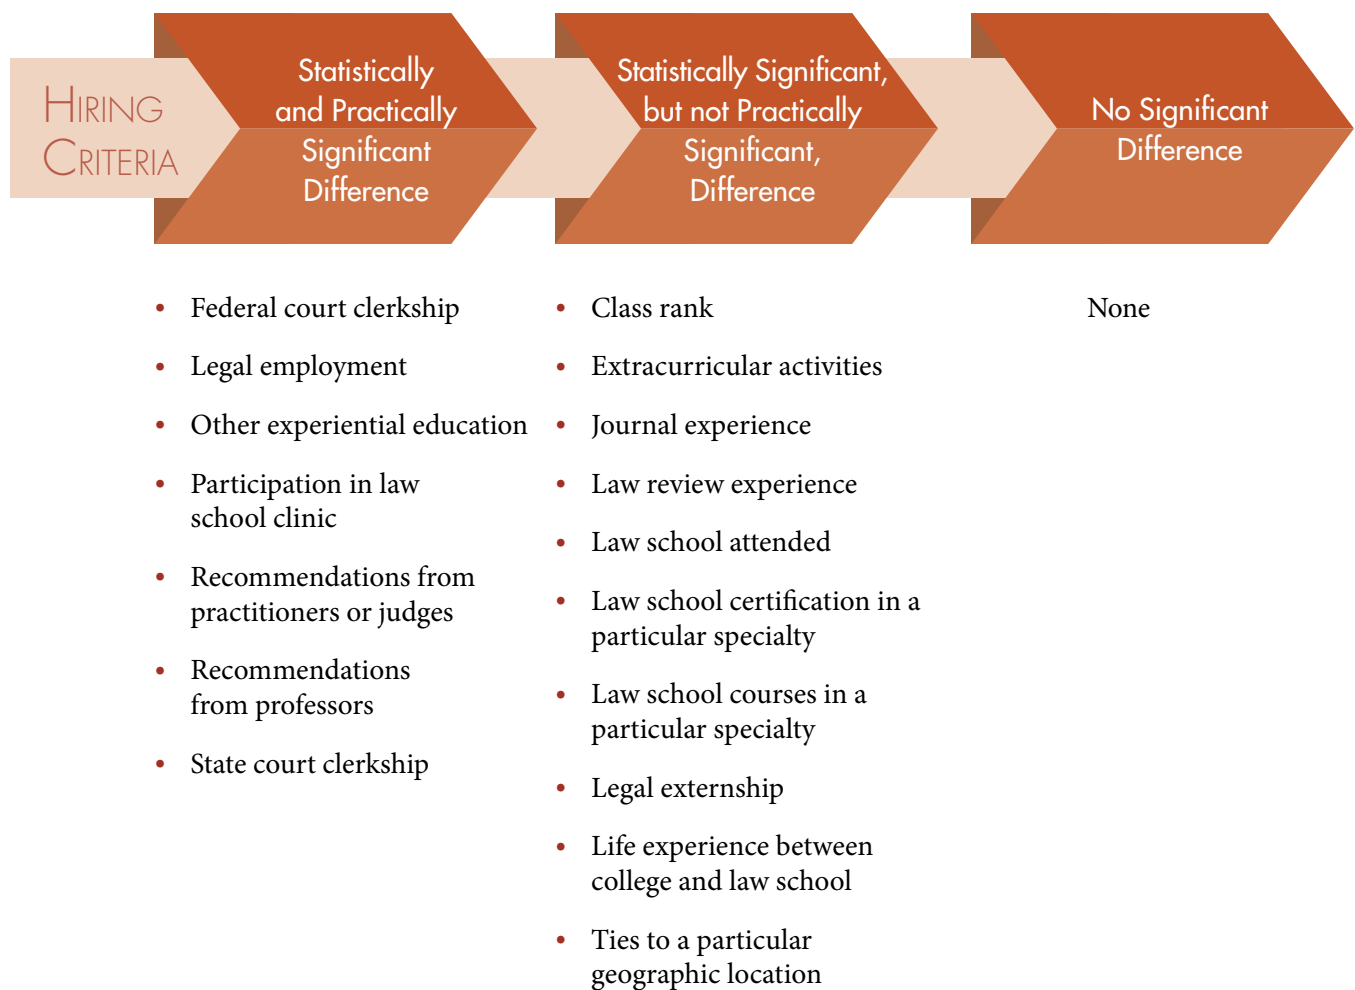 HIRING
CRITERIA
Statistically
and Practically
Significant
Difference
Statistically Significant,
but not Practically
Significant,
Difference
No Significant
Difference
• Federal court clerkship
• Legal employment
• Other experiential education
• Participation in law
school clinic
• Recommendations from
practitioners or judges
• Recommendations
from professors
• State court clerkship
• Class rank
• Extracurricular activities
• Journal experience
• Law review experience
• Law school attended
• Law school certification in a
particular specialty
• Law school courses in a
particular specialty
• Legal externship
• Life experience between
college and law school
• Ties to a particular
geographic location
None